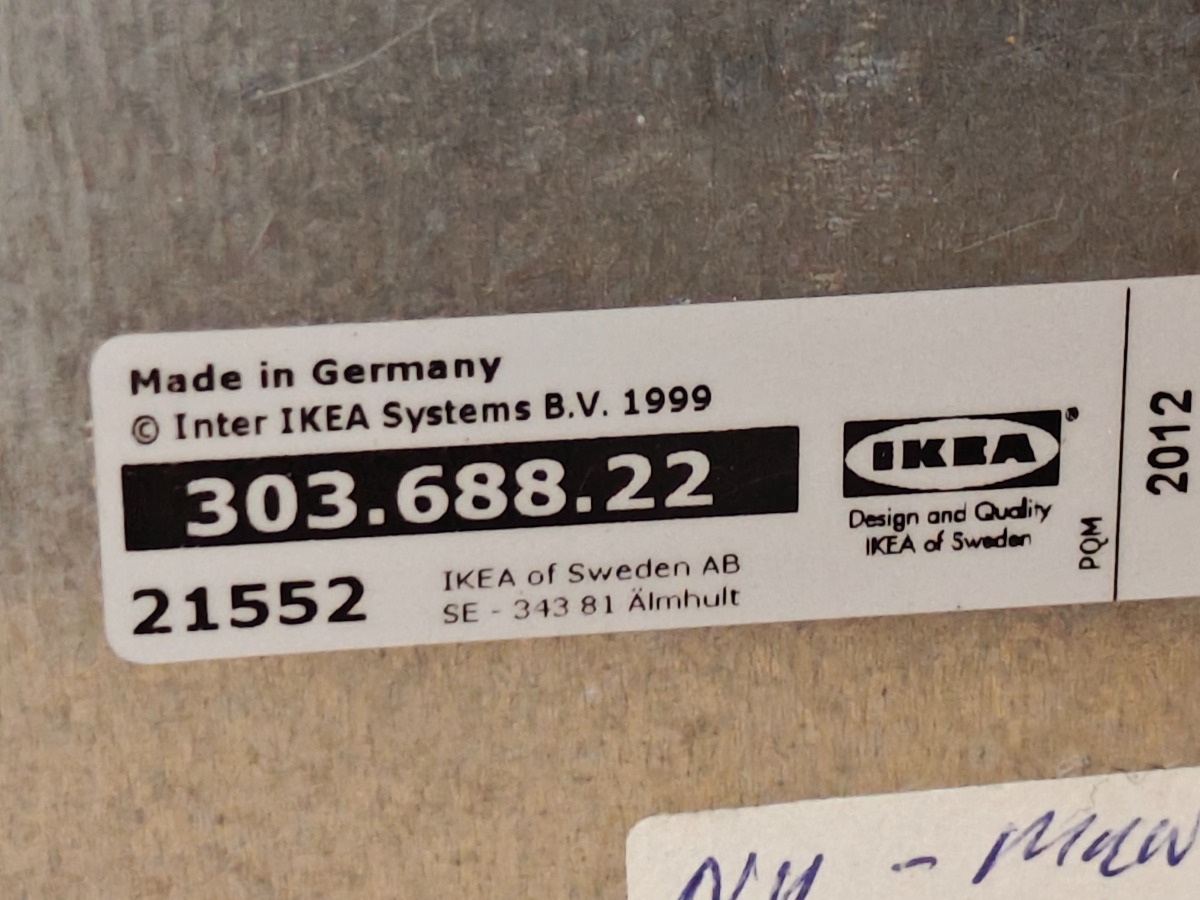 Made in Germany
© Inter IKEA Systems B.V. 1999
303.688.22
21552
IKEA of Sweden AB
SE - 343 81 Älmhult
IKEA®
Design and Quality
IKEA of Sweden
PQM
2012